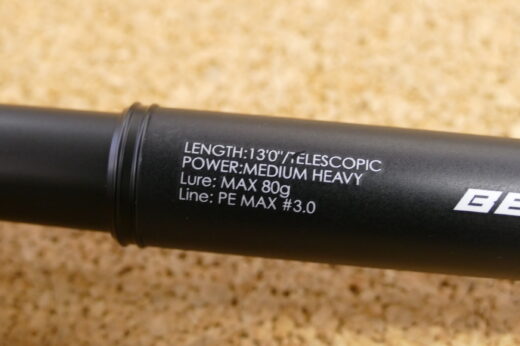 LENGTH:13'0"/TELESCOPIC
POWER:MEDIUM HEAVY
Lure: MAX 80g
Line: PE MAX #3.0